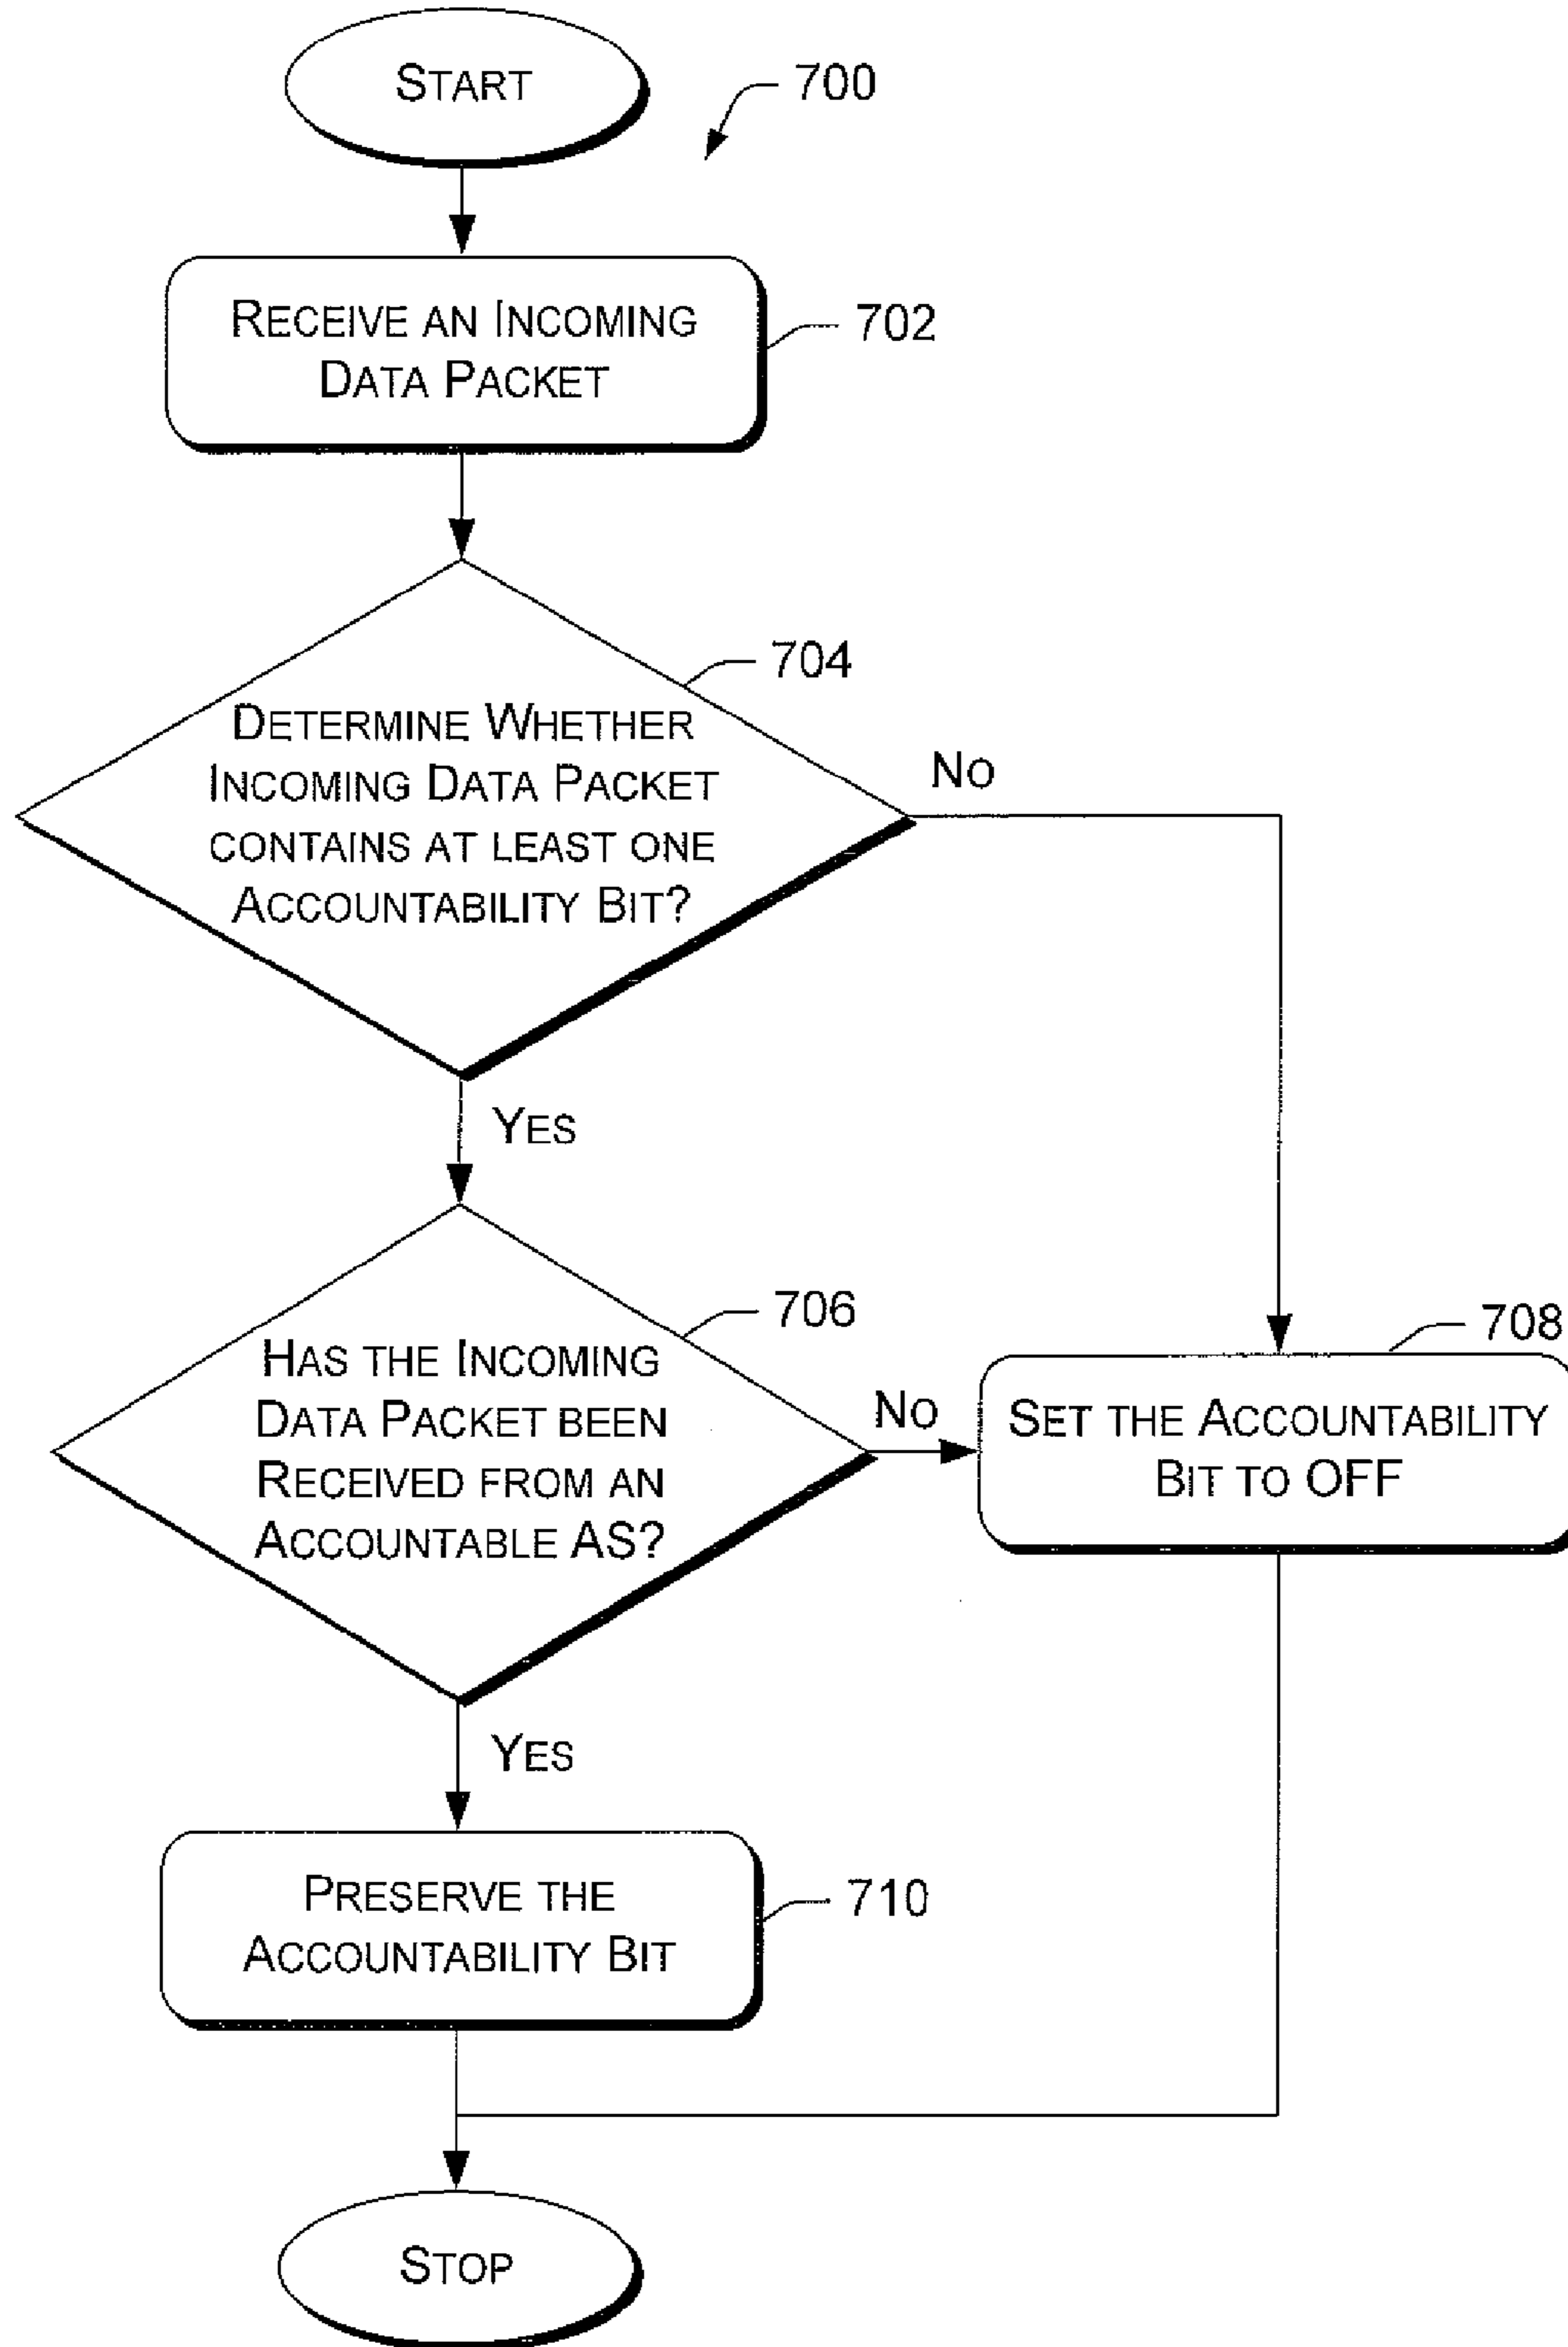 START
700
RECEIVE AN INCOMING
DATA PACKET
702
704
DETERMINE WHETHER
INCOMING DATA PACKET
CONTAINS AT LEAST ONE
ACCOUNTABILITY BIT?
NO
YES
706
HAS THE INCOMING
DATA PACKET BEEN
RECEIVED FROM AN
ACCOUNTABLE AS?
NO
708
SET THE ACCOUNTABILITY
BIT TO OFF
YES
PRESERVE THE
ACCOUNTABILITY BIT
710
STOP